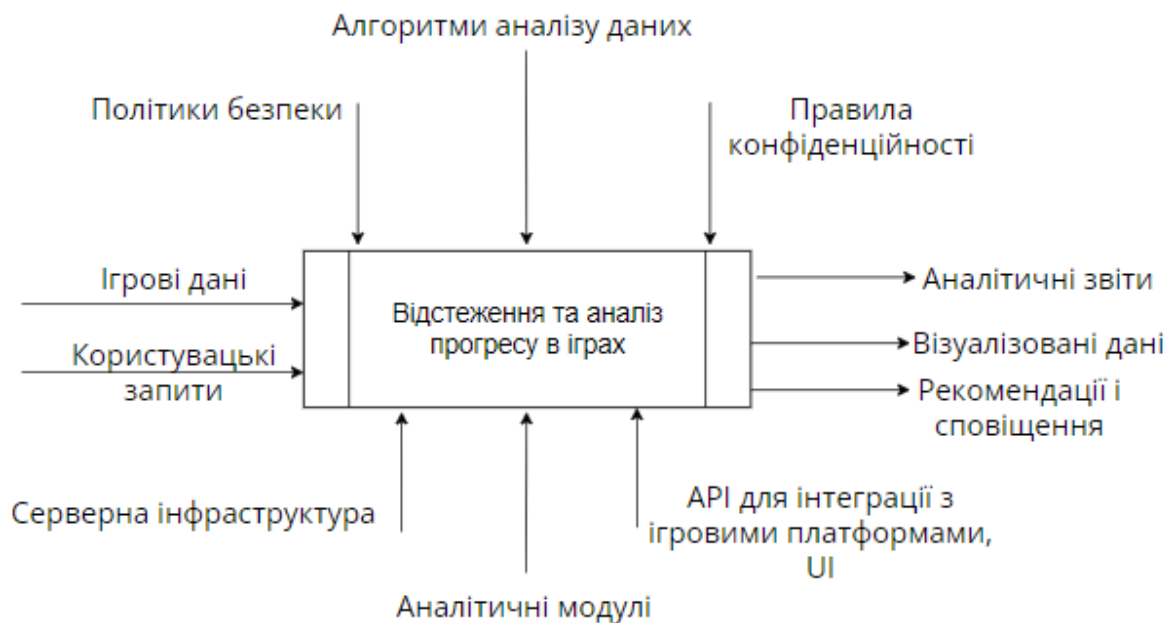 Алгоритми аналізу даних
Політики безпеки
Правила
конфіденційності
Ігрові дані
Користувацькі
запити
Відстеження та аналіз
прогресу в іграх
Аналітичні звіти
Візуалізовані дані
Рекомендації і
сповіщення
Серверна інфраструктура
Аналітичні модулі
API для інтеграції з
ігровими платформами,
UI